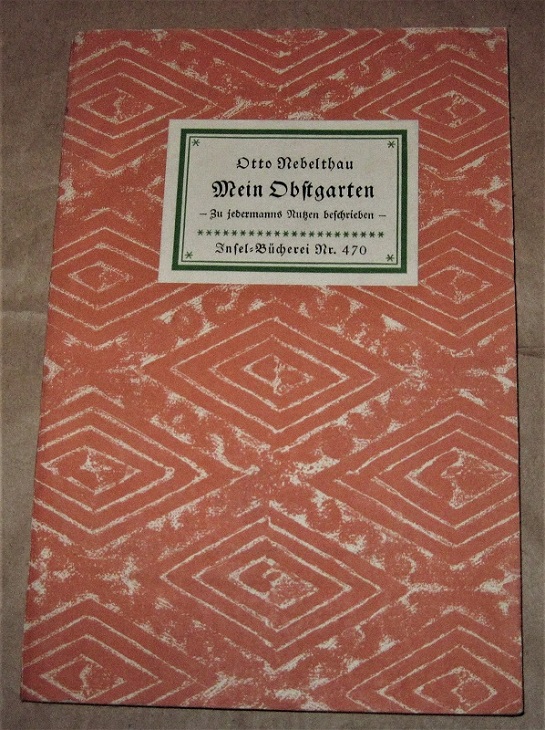 Otto Nebelthau
Mein Obstgarten
– Zu jedermanns Nutzen beschrieben –
Insel-Bücherei Nr. 470